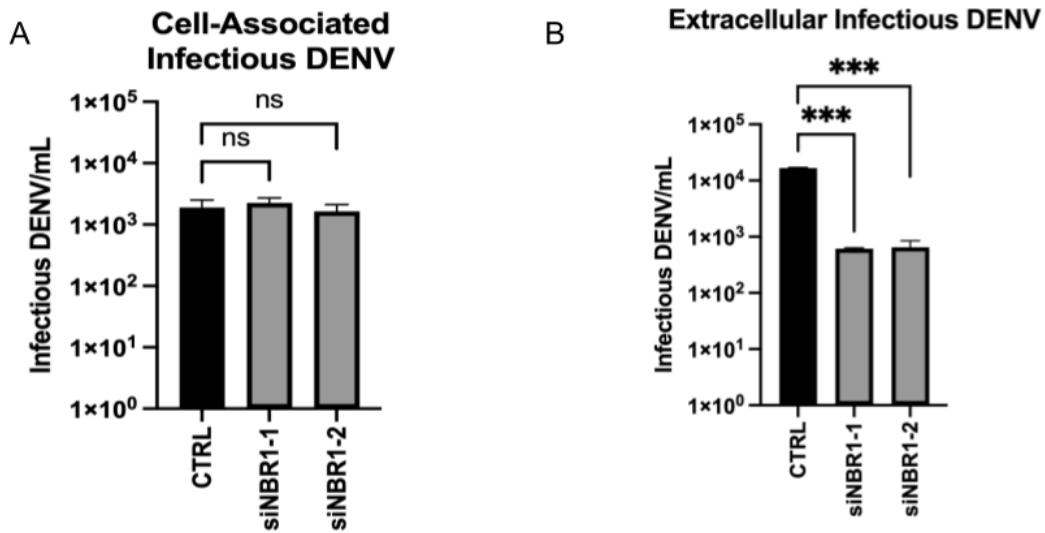 A
Cell-Associated
Infectious DENV
ns
ns
1×10⁵
1×10⁴
1×10³
1×10²
1×10¹
1×10⁰
Infectious DENV/mL
CTRL
siNBR1-1
siNBR1-2
B
Extracellular Infectious DENV
***
***
1×10⁵
1×10⁴
1×10³
1×10²
1×10¹
1×10⁰
Infectious DENV/mL
CTRL
siNBR1-1
siNBR1-2